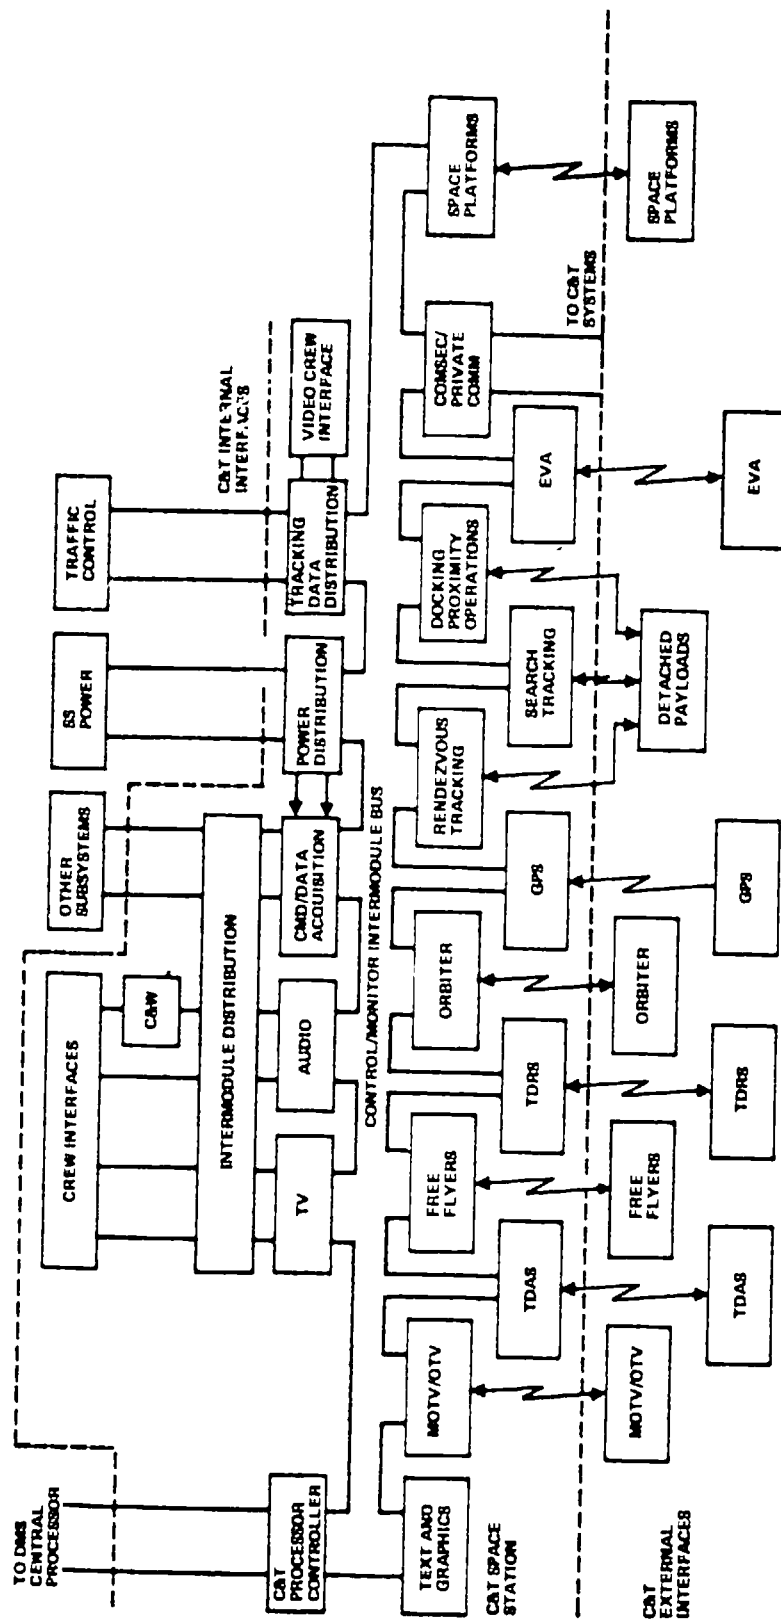 TO DMS
CENTRAL
PROCESSOR
CREW INTERFACES
OTHER
SUBSYSTEMS
SS
POWER
TRAFFIC
CONTROL
C&W
C&T INTERNAL
INTERFACES
INTERMODULE DISTRIBUTION
C&T
PROCESSOR
CONTROLLER
TV
AUDIO
CMD/DATA
ACQUISITION
POWER
DISTRIBUTION
TRACKING
DATA
DISTRIBUTION
VIDEO CREW
INTERFACE
CONTROL/MONITOR INTERMODULE BUS
TEXT AND
GRAPHICS
MOTV/OTV
FREE
FLYERS
ORBITER
RENDEZVOUS
TRACKING
DOCKING
PROXIMITY
OPERATIONS
COMSEC/
PRIVATE
COMM
SPACE
PLATFORMS
C&T SPACE
STATION
TDAS
TDRS
GPS
SEARCH
TRACKING
EVA
TO C&T
SYSTEMS
C&T
EXTERNAL
INTERFACES
MOTV/OTV
FREE
FLYERS
ORBITER
DETACHED
PAYLOADS
SPACE
PLATFORMS
TDAS
TDRS
GPS
EVA